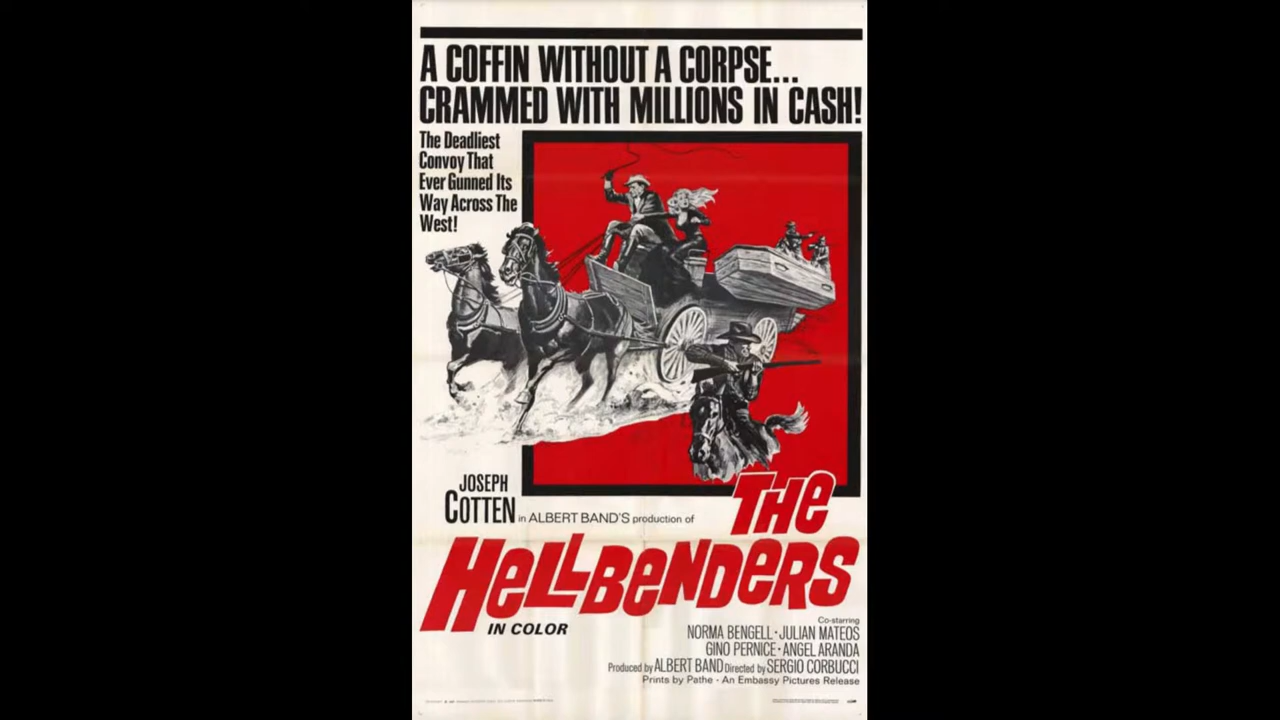 A COFFIN WITHOUT A CORPSE...
CRAMMED WITH MILLIONS IN CASH!
The Deadliest
Convoy That
Ever Gunned Its
Way Across The
West!
JOSEPH
COTTEN
in ALBERT BAND'S production of
THE
HELLBENDERS
IN COLOR
Co-starring
NORMA BENGELL · JULIAN MATEOS
GINO PERNICE · ANGEL ARANDA
Produced by ALBERT BAND Directed by SERGIO CORBUCCI
Prints by Pathe · An Embassy Pictures Release